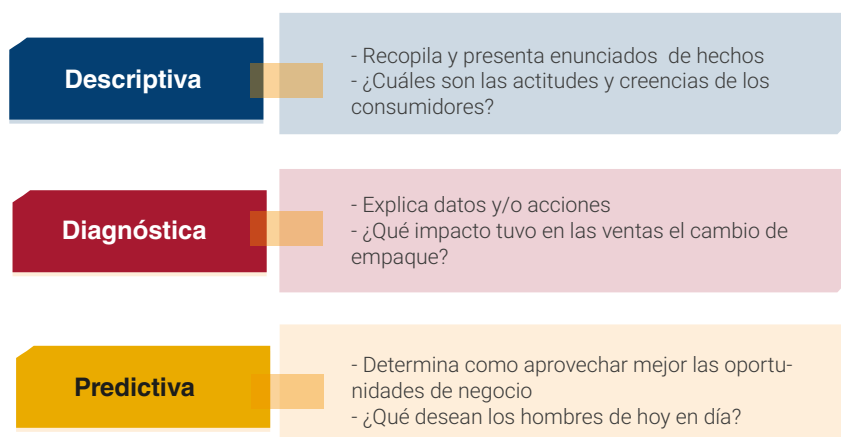 Descriptiva
- Recopila y presenta enunciados de hechos
- ¿Cuáles son las actitudes y creencias de los
consumidores?
Diagnóstica
- Explica datos y/o acciones
- ¿Qué impacto tuvo en las ventas el cambio de
empaque?
Predictiva
- Determina como aprovechar mejor las oportu-
nidades de negocio
- ¿Qué desean los hombres de hoy en día?